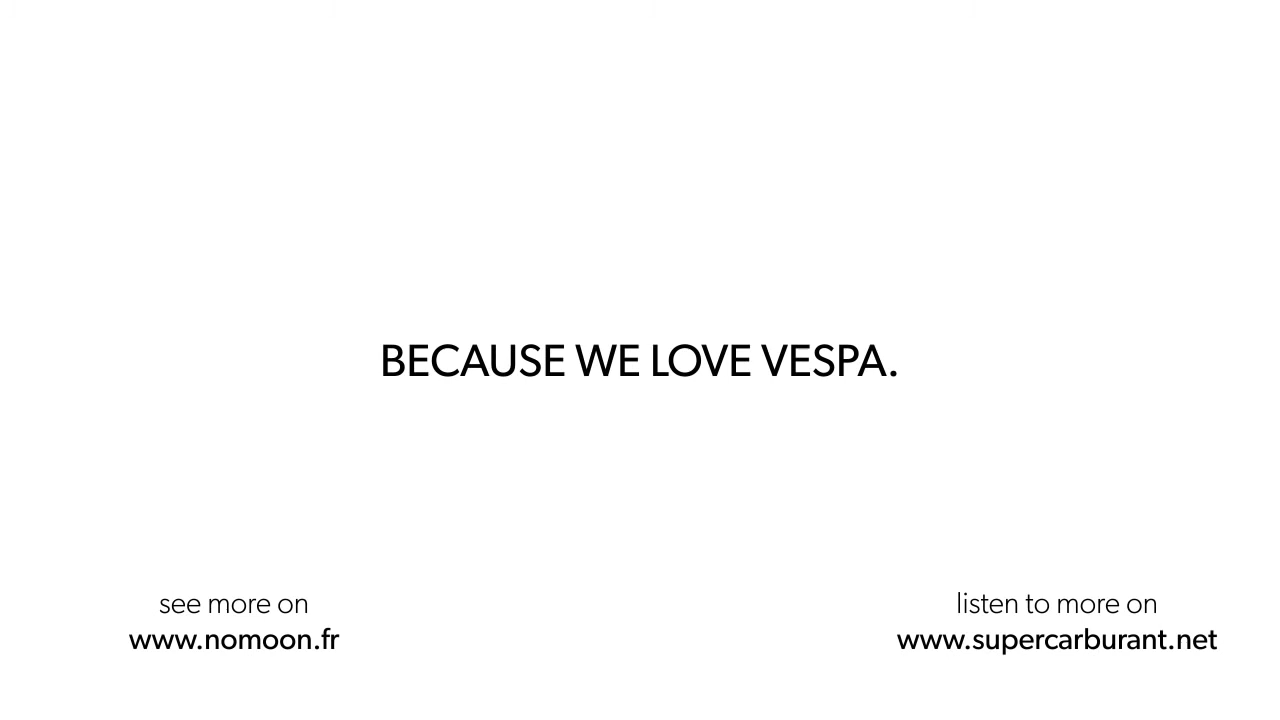 BECAUSE WE LOVE VESPA.
see more on
www.nomoon.fr
listen to more on
www.supercarburant.net